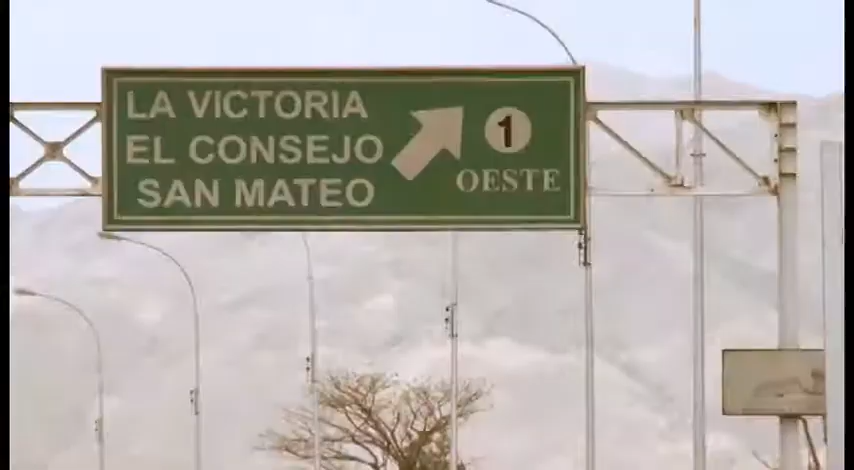 LA VICTORIA
EL CONSEJO
SAN MATEO
1
OESTE